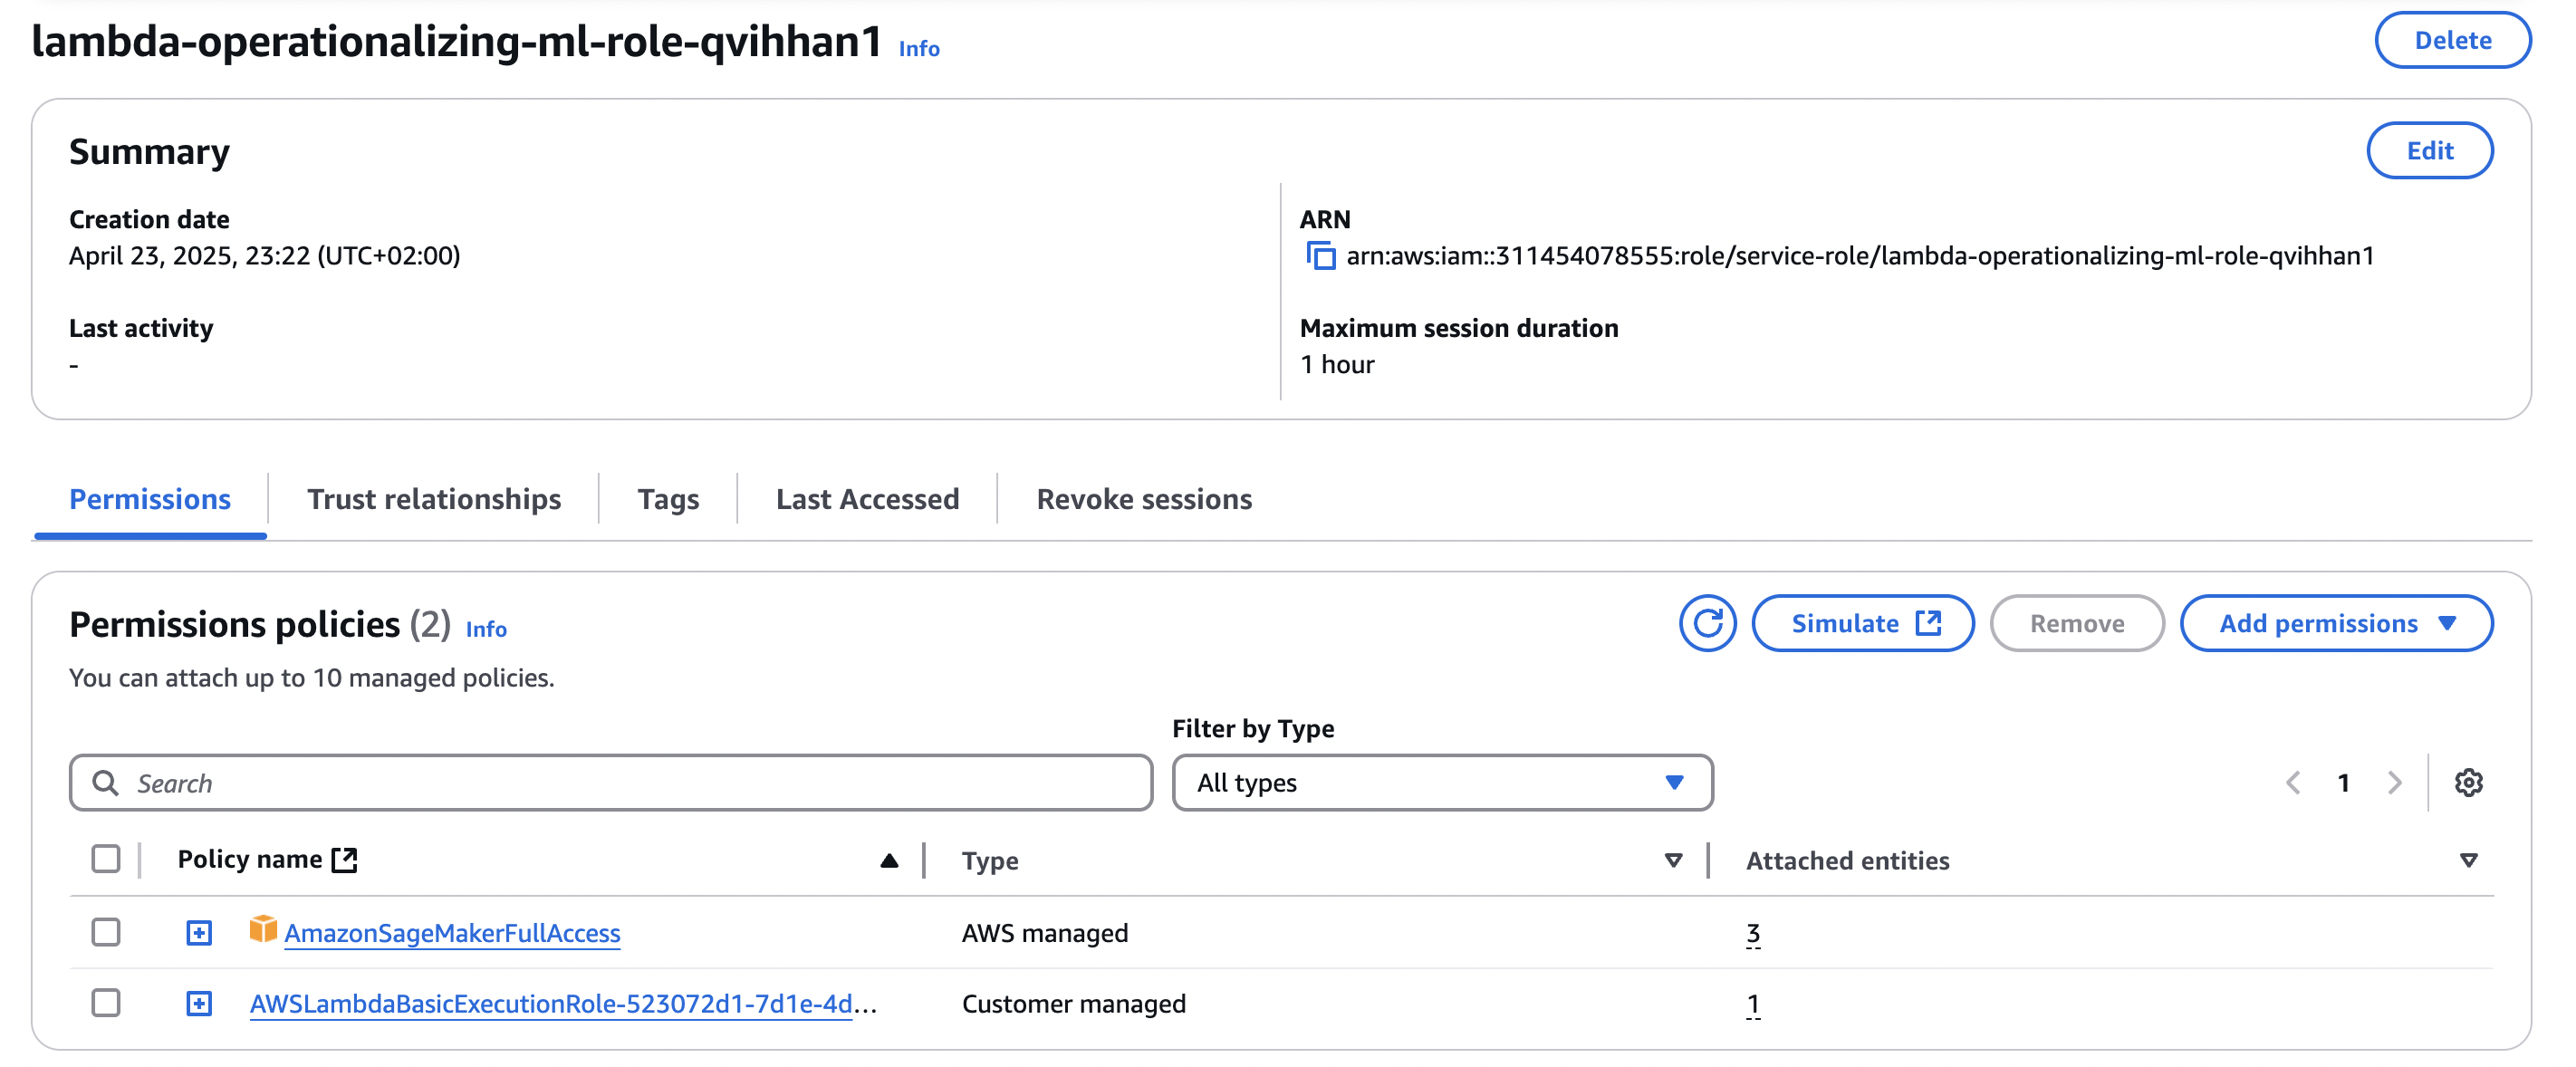 lambda-operationalizing-ml-role-qvihhan1 Info
Delete
Summary
Edit
Creation date
April 23, 2025, 23:22 (UTC+02:00)
ARN
arn:aws:iam::311454078555:role/service-role/lambda-operationalizing-ml-role-qvihhan1
Last activity
-
Maximum session duration
1 hour
Permissions Trust relationships Tags Last Accessed Revoke sessions
Permissions policies (2) Info
Simulate Remove Add permissions
You can attach up to 10 managed policies.
Filter by Type
Search All types 1
Policy name Type Attached entities
AmazonSageMakerFullAccess AWS managed 3
AWSLambdaBasicExecutionRole-523072d1-7d1e-4d... Customer managed 1